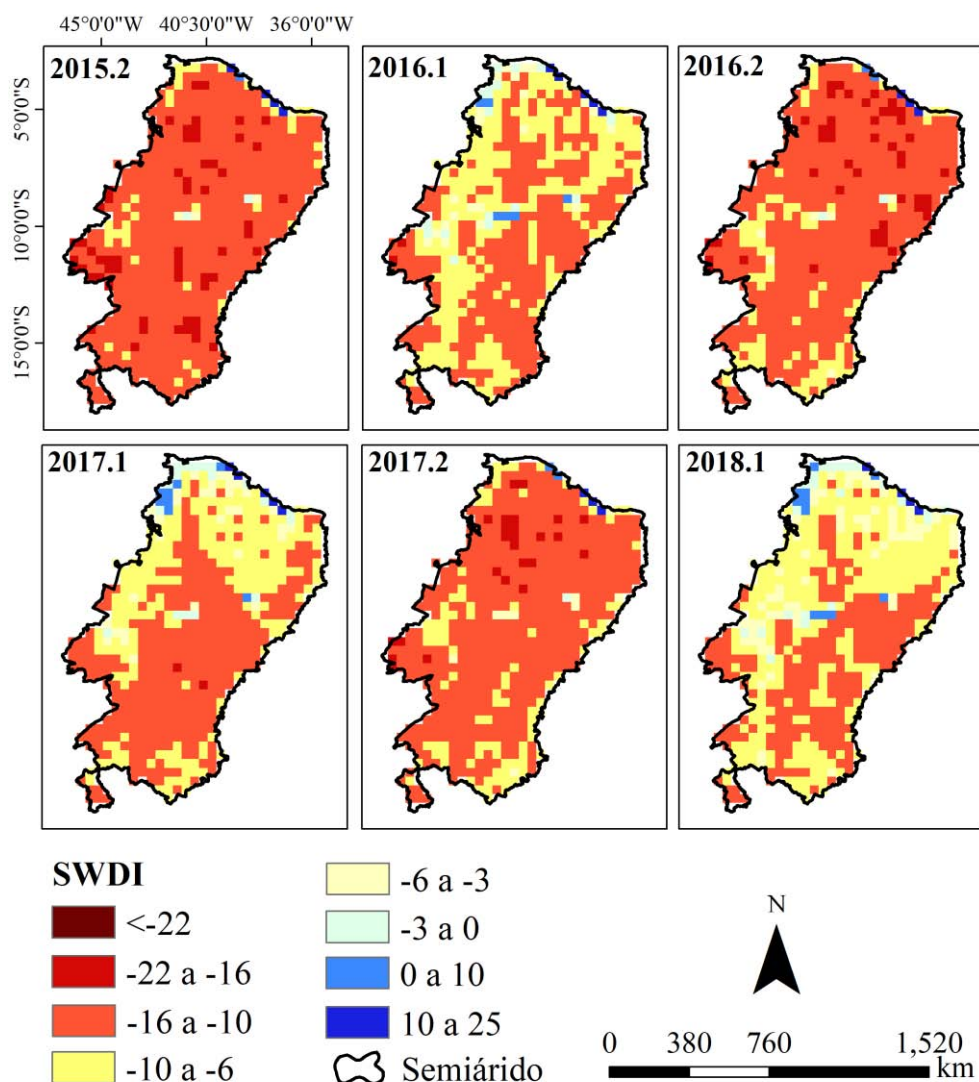 45°0'0"W 40°30'0"W 36°0'0"W
2015.2 2016.1 2016.2
5°0'0"S
10°0'0"S
15°0'0"S
2017.1 2017.2 2018.1
SWDI
<-22
-22 a -16
-16 a -10
-10 a -6
-6 a -3
-3 a 0
0 a 10
10 a 25
Semiárido
N
0 380 760 1,520
km